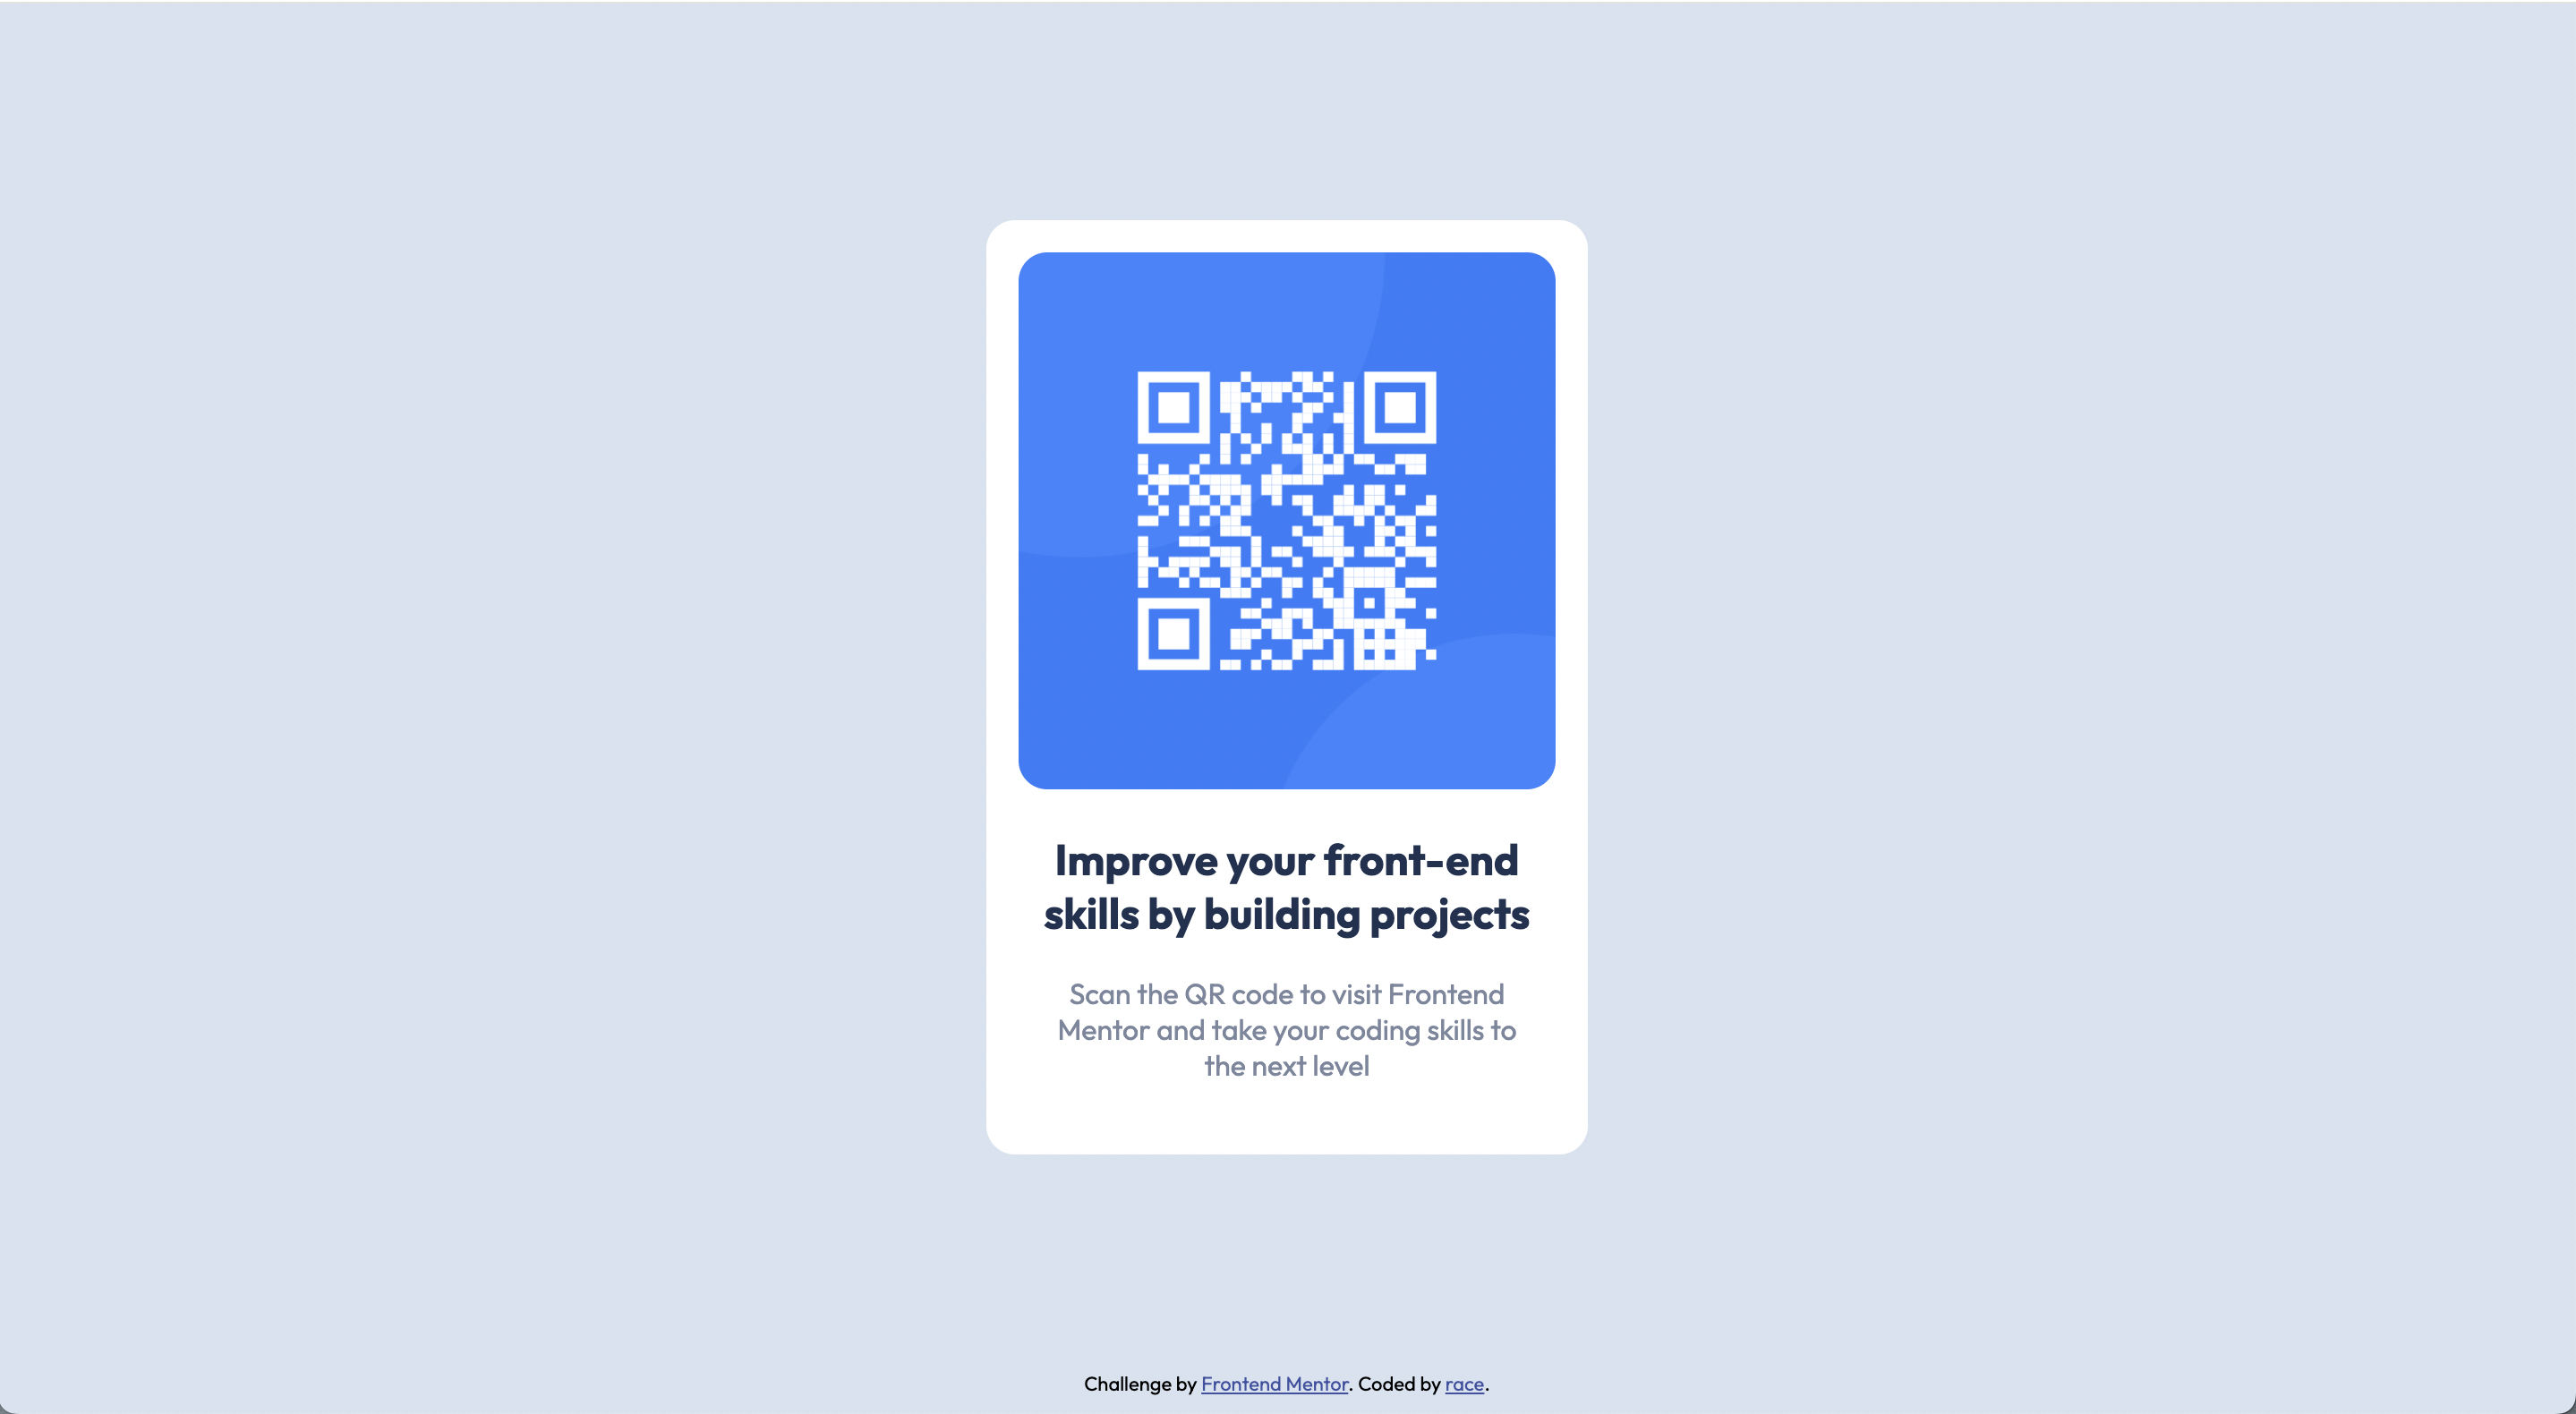 Improve your front-end
skills by building projects
Scan the QR code to visit Frontend
Mentor and take your coding skills to
the next level
Challenge by Frontend Mentor. Coded by race.